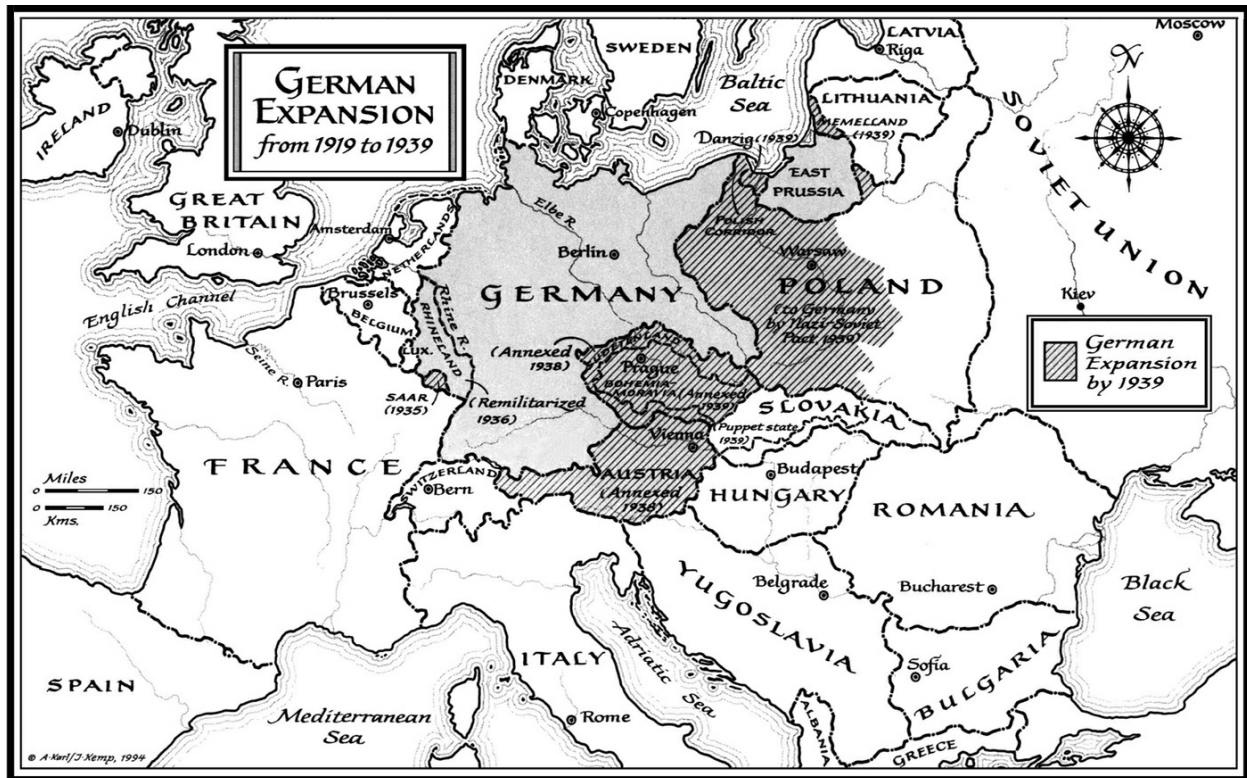 GERMAN
EXPANSION
from 1919 to 1939
Moscow
LATVIA
Riga
SWEDEN
DENMARK
Copenhagen
Baltic
Sea
LITHUANIA
MEMELLAND
(1939)
Danzig (1939)
EAST
PRUSSIA
IRELAND
Dublin
GREAT
BRITAIN
London
Amsterdam
NETHERLANDS
Elbe R.
Berlin
POLISH
CORRIDOR
Warsaw
SOVIET UNION
N
Kiev
English Channel
Brussels
BELGIUM
Lux.
Rhine R.
RHINELAND
GERMANY
POLAND
(to Germany
by Nazi-Soviet
Pact, 1939)
German
Expansion
by 1939
(Annexed
1938)
SUDETENLAND
Prague
BOHEMIA-
MORAVIA (Annexed
1939)
Seine R.
Paris
SAAR
(1935)
(Remilitarized
1936)
SLOVAKIA
(Puppet state
1939)
Vienna
FRANCE
SWITZERLAND
Bern
AUSTRIA
(Annexed
1938)
Budapest
HUNGARY
ROMANIA
Miles
0 150
0 150
Kms.
YUGOSLAVIA
Belgrade
Bucharest
Black
Sea
Adriatic Sea
ITALY
Sofia
BULGARIA
SPAIN
Mediterranean
Sea
Rome
ALBANIA
GREECE
© A. Karl/J. Kemp, 1994